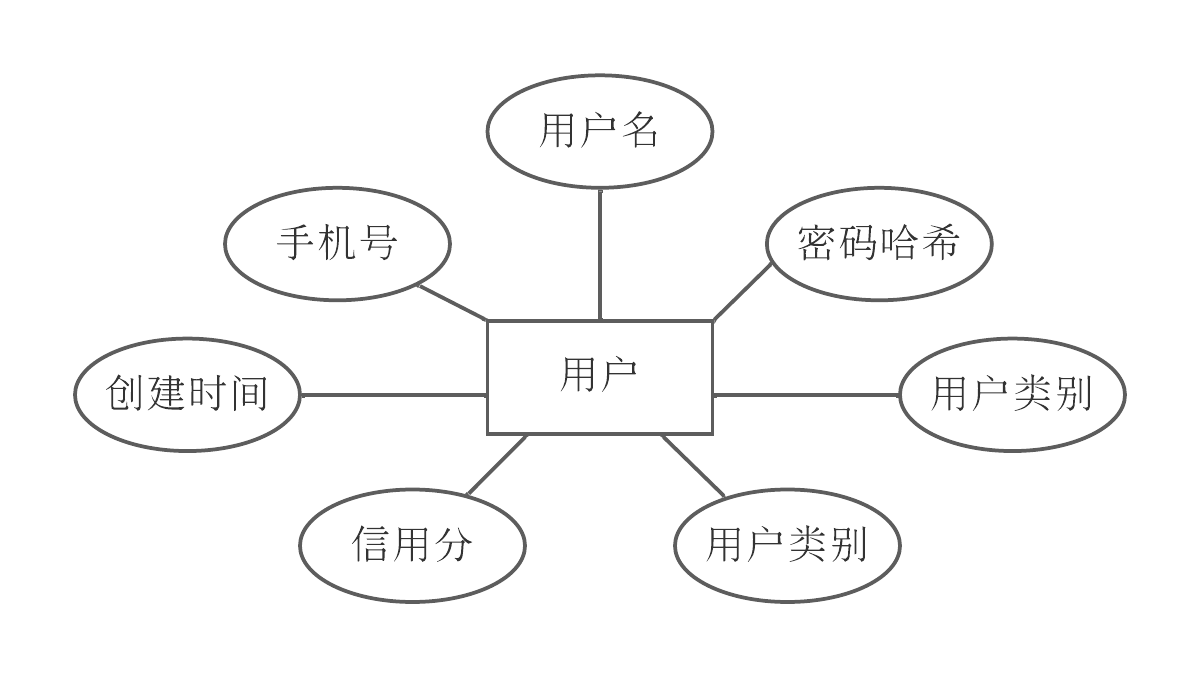 用户名
手机号
密码哈希
用户
创建时间
用户类别
信用分
用户类别